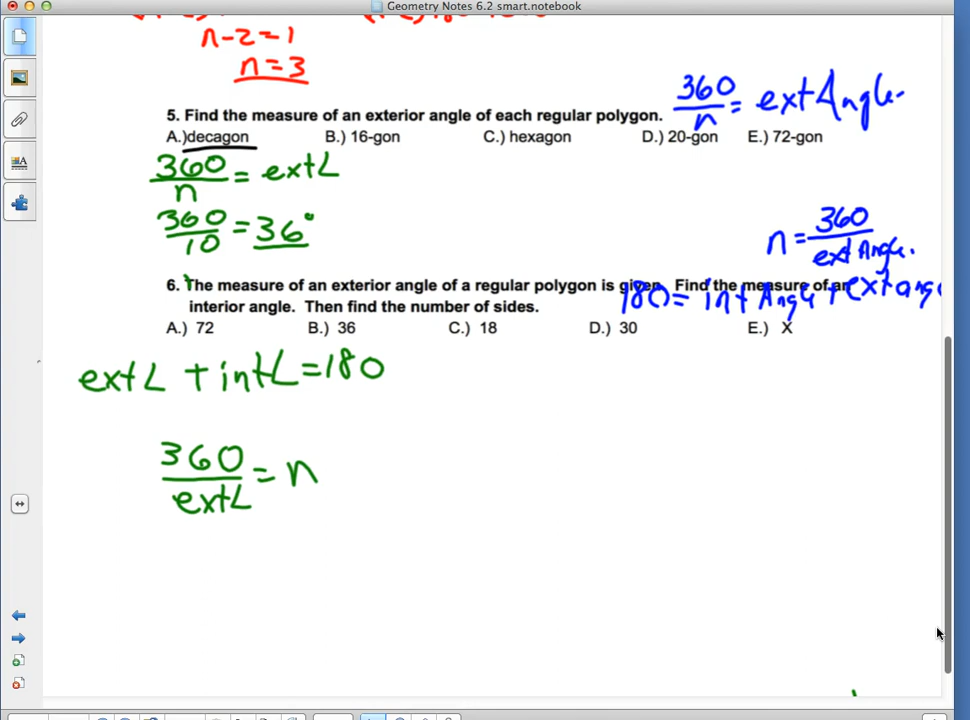 Geometry Notes 6.2 smart.notebook
n-2=1
n=3
5. Find the measure of an exterior angle of each regular polygon.
360/n = ext Angle.
A.)decagon B.) 16-gon C.) hexagon D.) 20-gon E.) 72-gon
360/n = ext∠
360/10 = 36°
n = 360/ext Angle.
6. The measure of an exterior angle of a regular polygon is given. Find the measure of an
180 = int Angle + ext ang
interior angle. Then find the number of sides.
A.) 72 B.) 36 C.) 18 D.) 30 E.) X
ext∠ + int∠ = 180
360/ext∠ = n